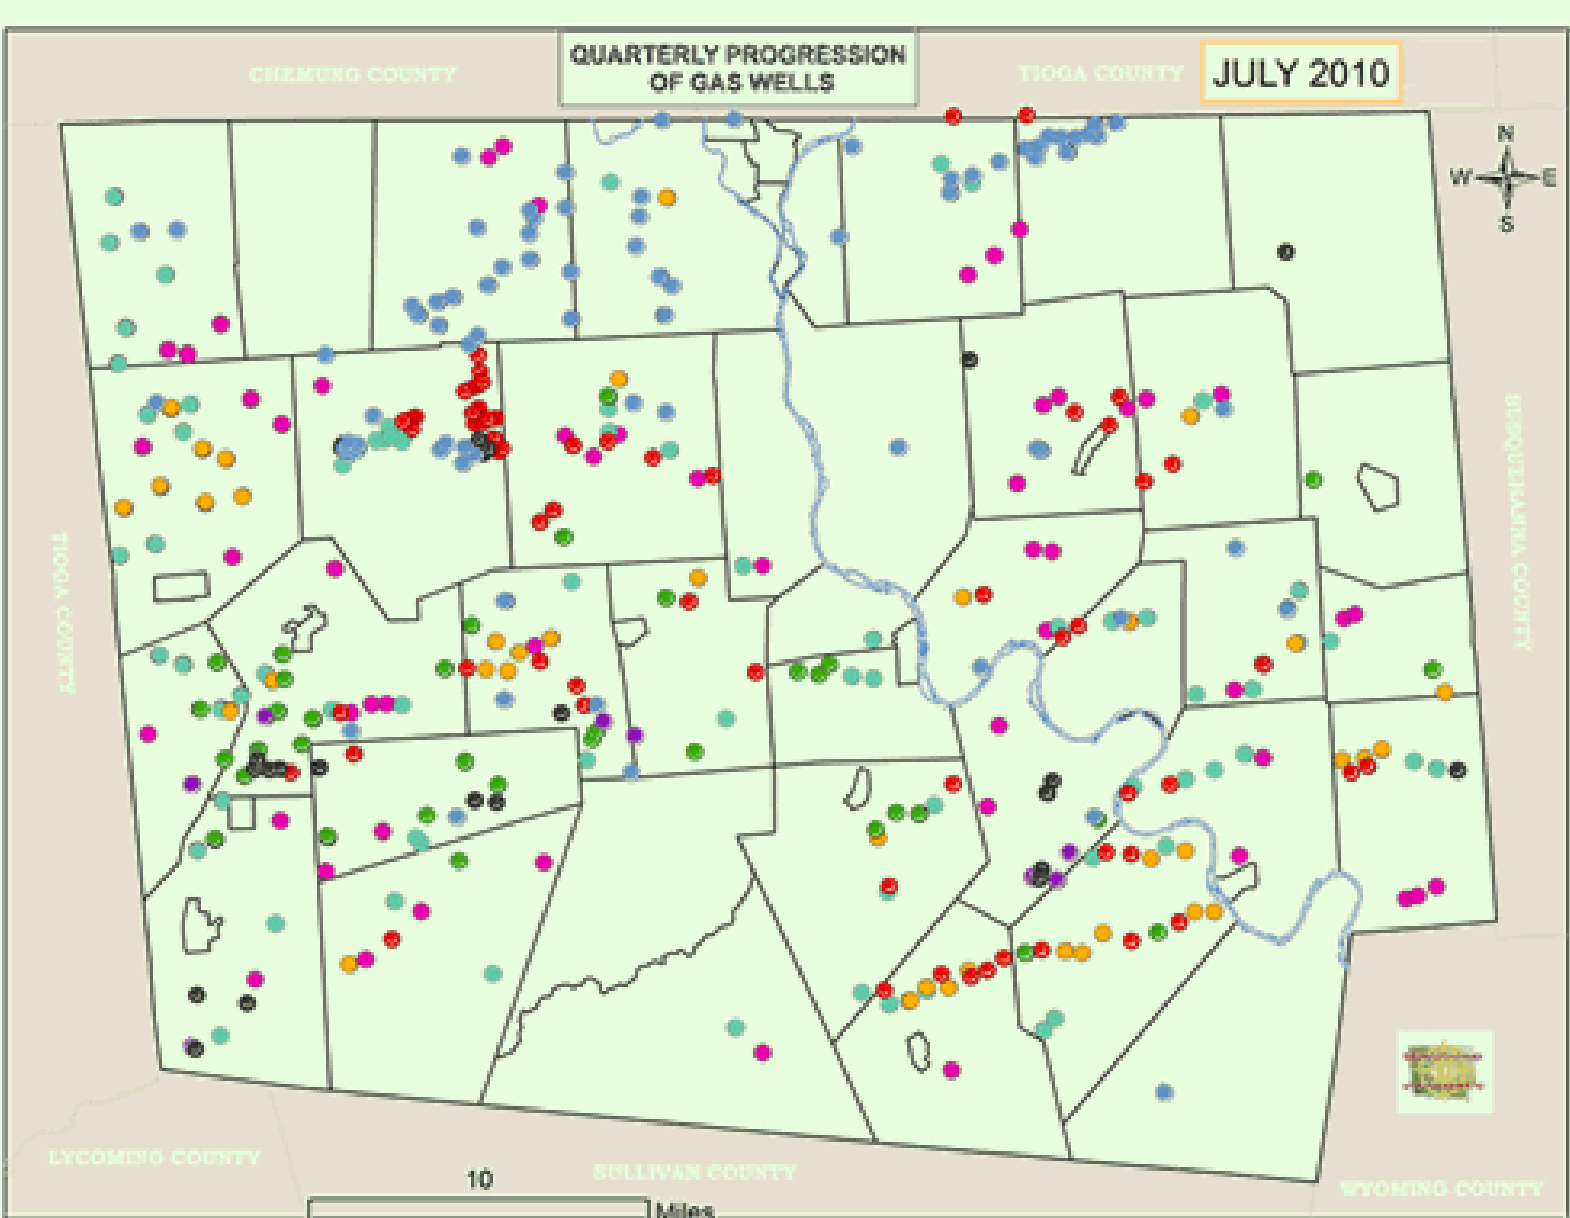 QUARTERLY PROGRESSION
OF GAS WELLS
JULY 2010
CHEMUNG COUNTY
TIOGA COUNTY
N
W E
S
SUSQUEHANNA COUNTY
TIOGA COUNTY
LYCOMING COUNTY
SULLIVAN COUNTY
WYOMING COUNTY
10
Miles